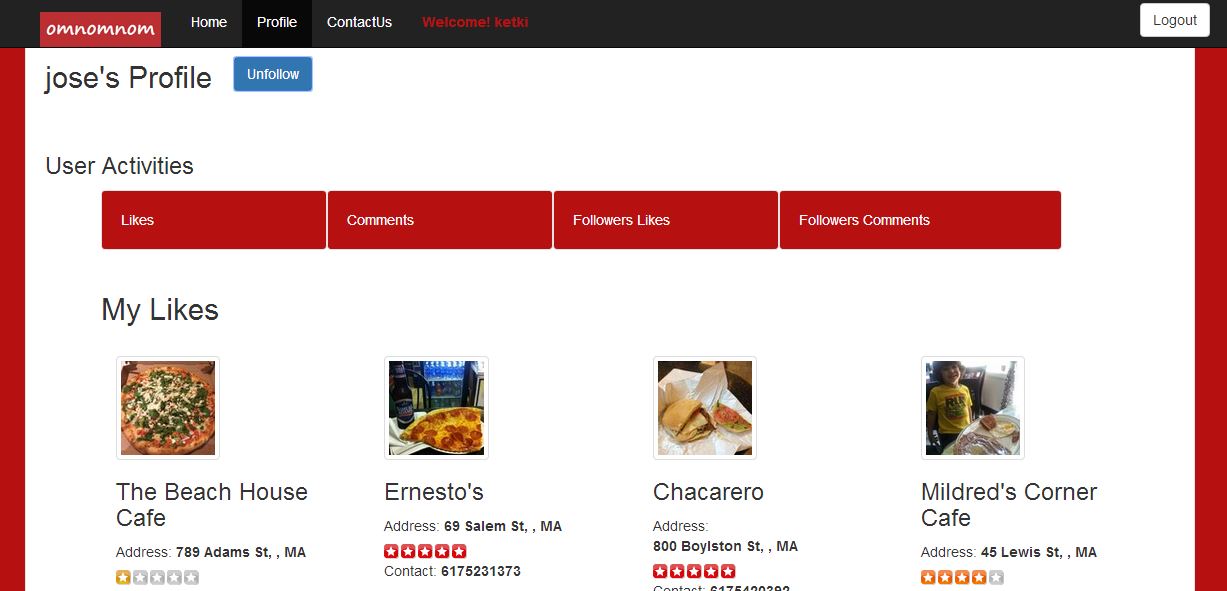 omnomnom Home Profile ContactUs Welcome! ketki Logout
jose's Profile Unfollow
User Activities
Likes Comments Followers Likes Followers Comments
My Likes
The Beach House
Cafe
Address: 789 Adams St, , MA
Ernesto's
Address: 69 Salem St, , MA
Contact: 6175231373
Chacarero
Address:
800 Boylston St, , MA
Contact: 6175420392
Mildred's Corner
Cafe
Address: 45 Lewis St, , MA